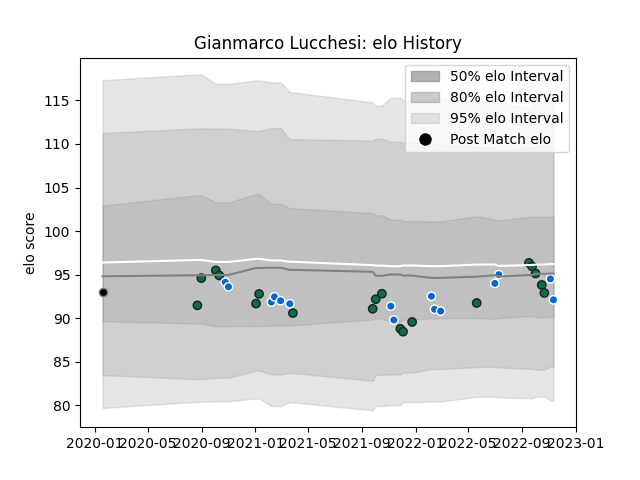 Gianmarco Lucchesi: elo History
elo score
115
110
105
100
95
90
85
80
50% elo Interval
80% elo Interval
95% elo Interval
Post Match elo
2020-01 2020-05 2020-09 2021-01 2021-05 2021-09 2022-01 2022-05 2022-09 2023-01